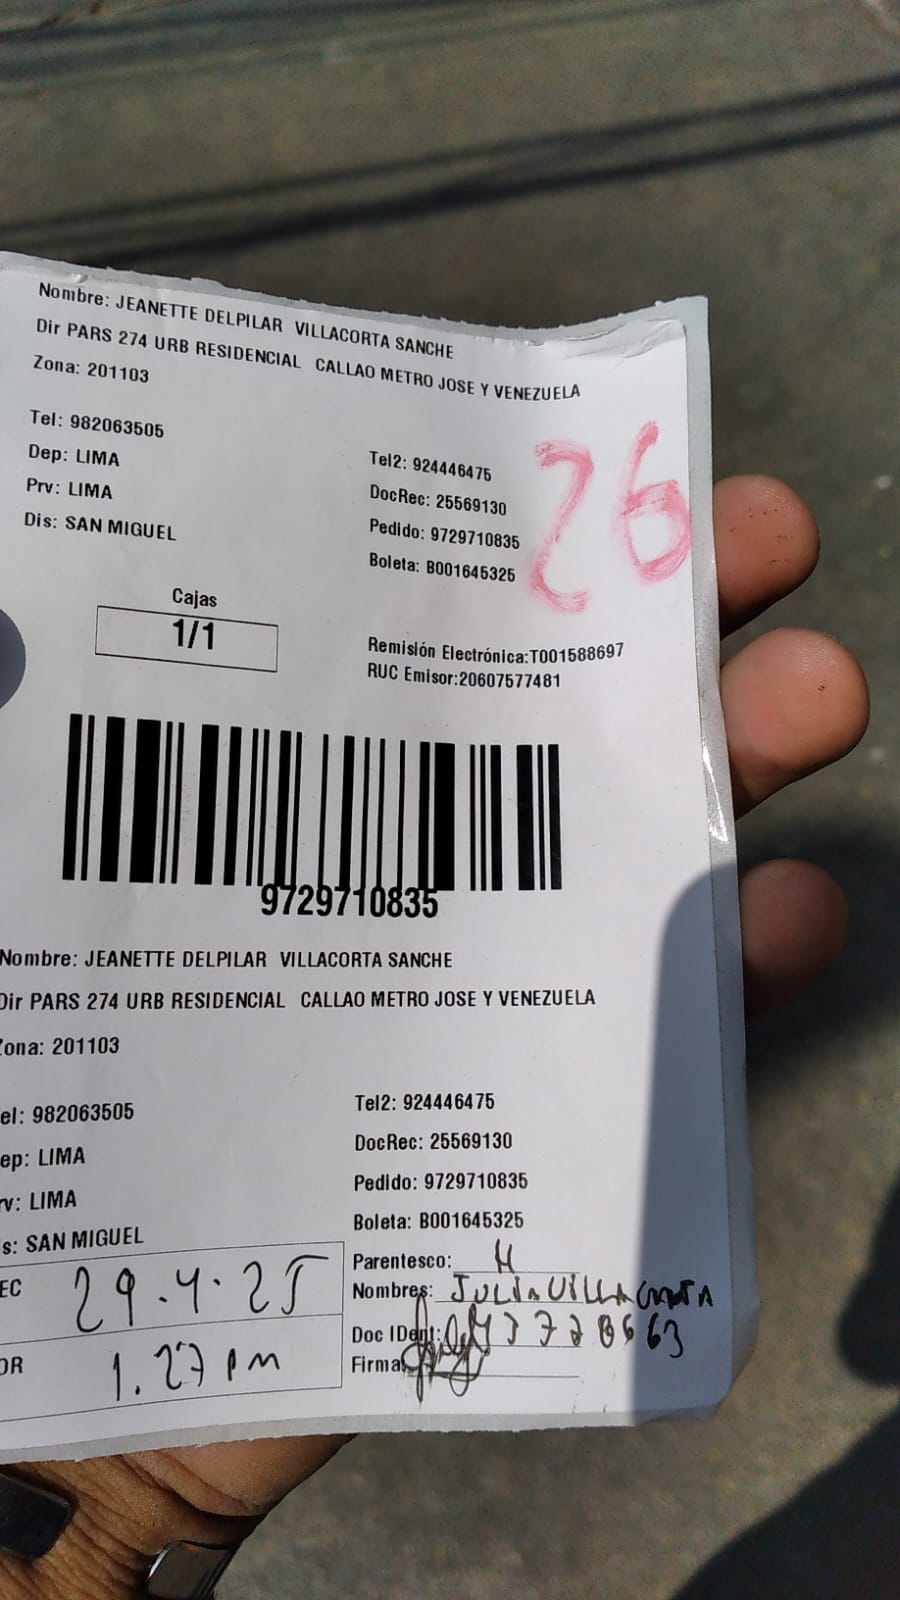 Nombre: JEANETTE DELPILAR VILLACORTA SANCHE
Dir PARS 274 URB RESIDENCIAL CALLAO METRO JOSE Y VENEZUELA
Zona: 201103
Tel: 982063505
Dep: LIMA
Prv: LIMA
Dis: SAN MIGUEL
Tel2: 924446475
DocRec: 25569130
Pedido: 9729710835
Boleta: B001645325
26
Cajas
1/1
Remisión Electrónica:T001588697
RUC Emisor:20607577481
9729710835
Nombre: JEANETTE DELPILAR VILLACORTA SANCHE
Dir PARS 274 URB RESIDENCIAL CALLAO METRO JOSE Y VENEZUELA
Zona: 201103
el: 982063505
ep: LIMA
rv: LIMA
s: SAN MIGUEL
Tel2: 924446475
DocRec: 25569130
Pedido: 9729710835
Boleta: B001645325
EC 29.4.25
OR 1.27 PM
Parentesco: H
Nombres: JULIA VILLACORTA
Doc IDent:
Firma